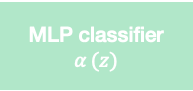 MLP classifier
𝛼 (𝑧)